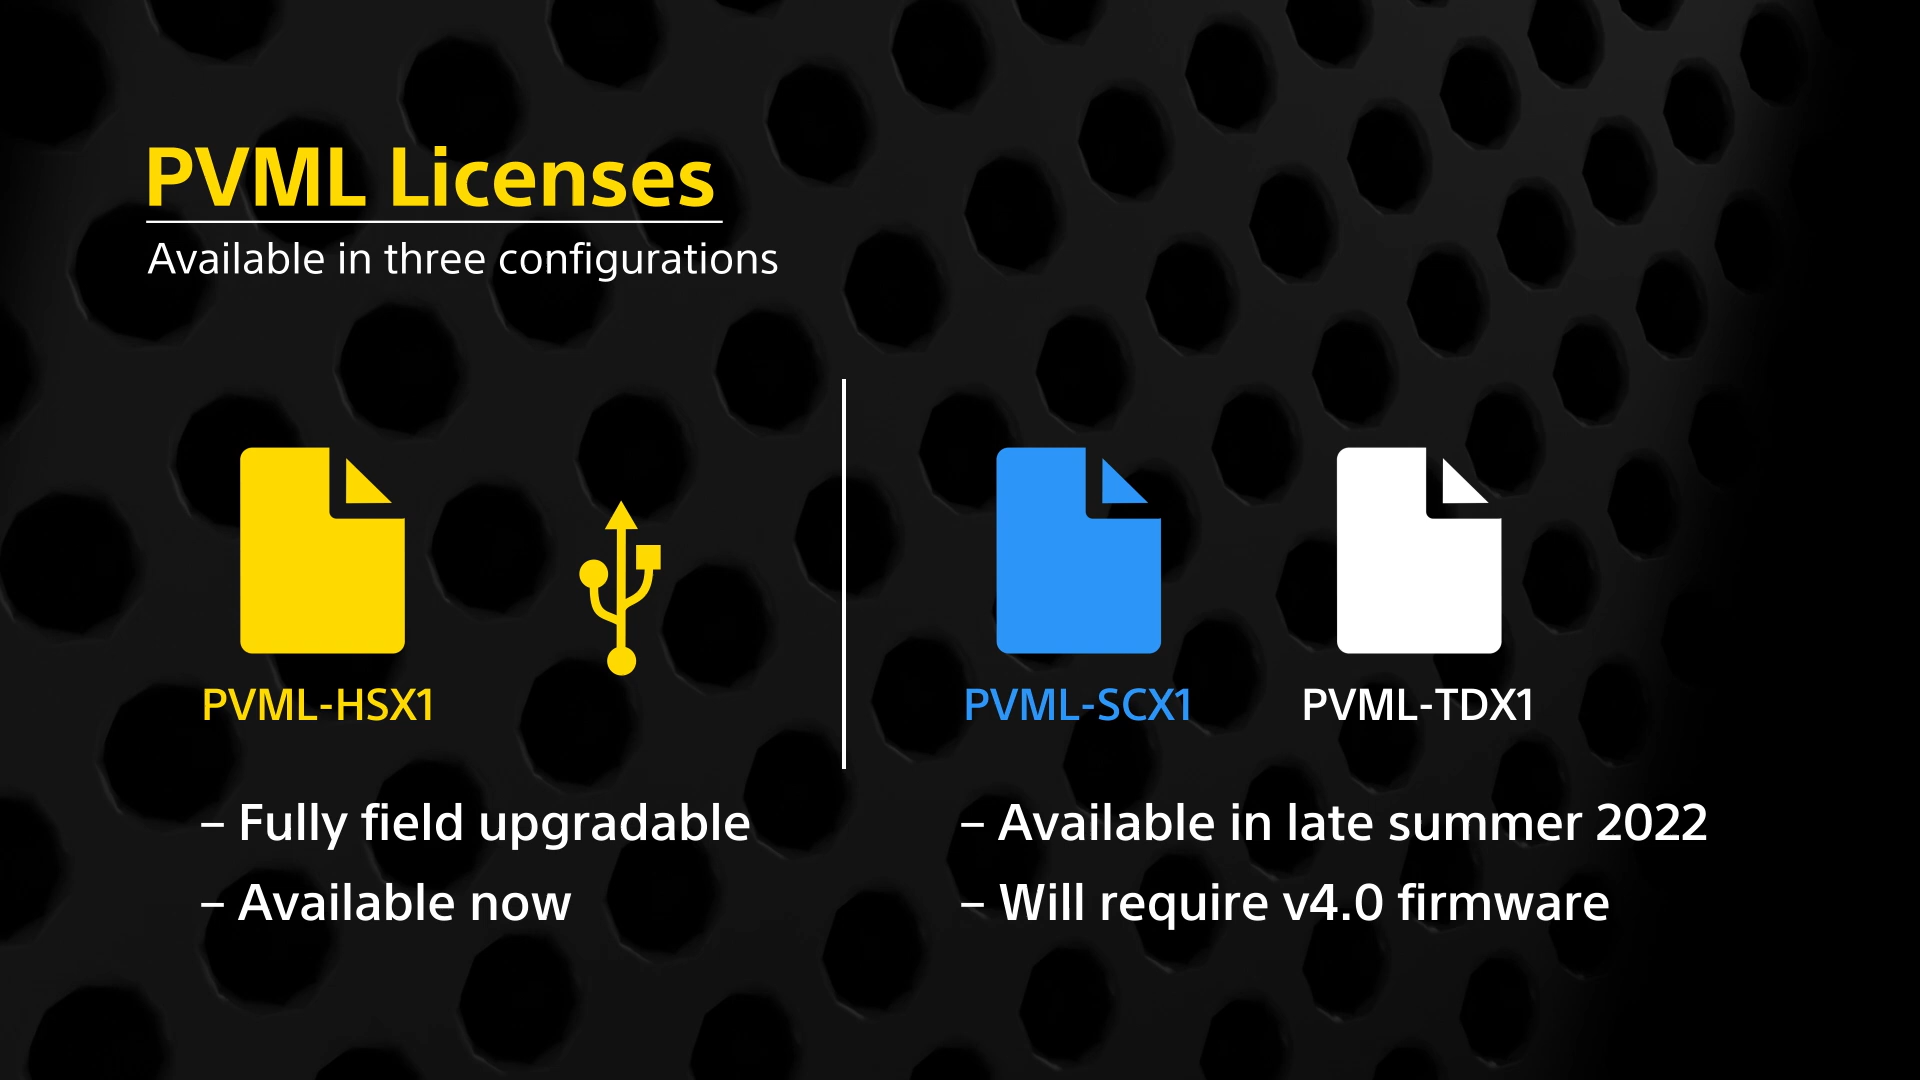 PVML Licenses
Available in three configurations
PVML-HSX1
PVML-SCX1
PVML-TDX1
– Fully field upgradable
– Available now
– Available in late summer 2022
– Will require v4.0 firmware